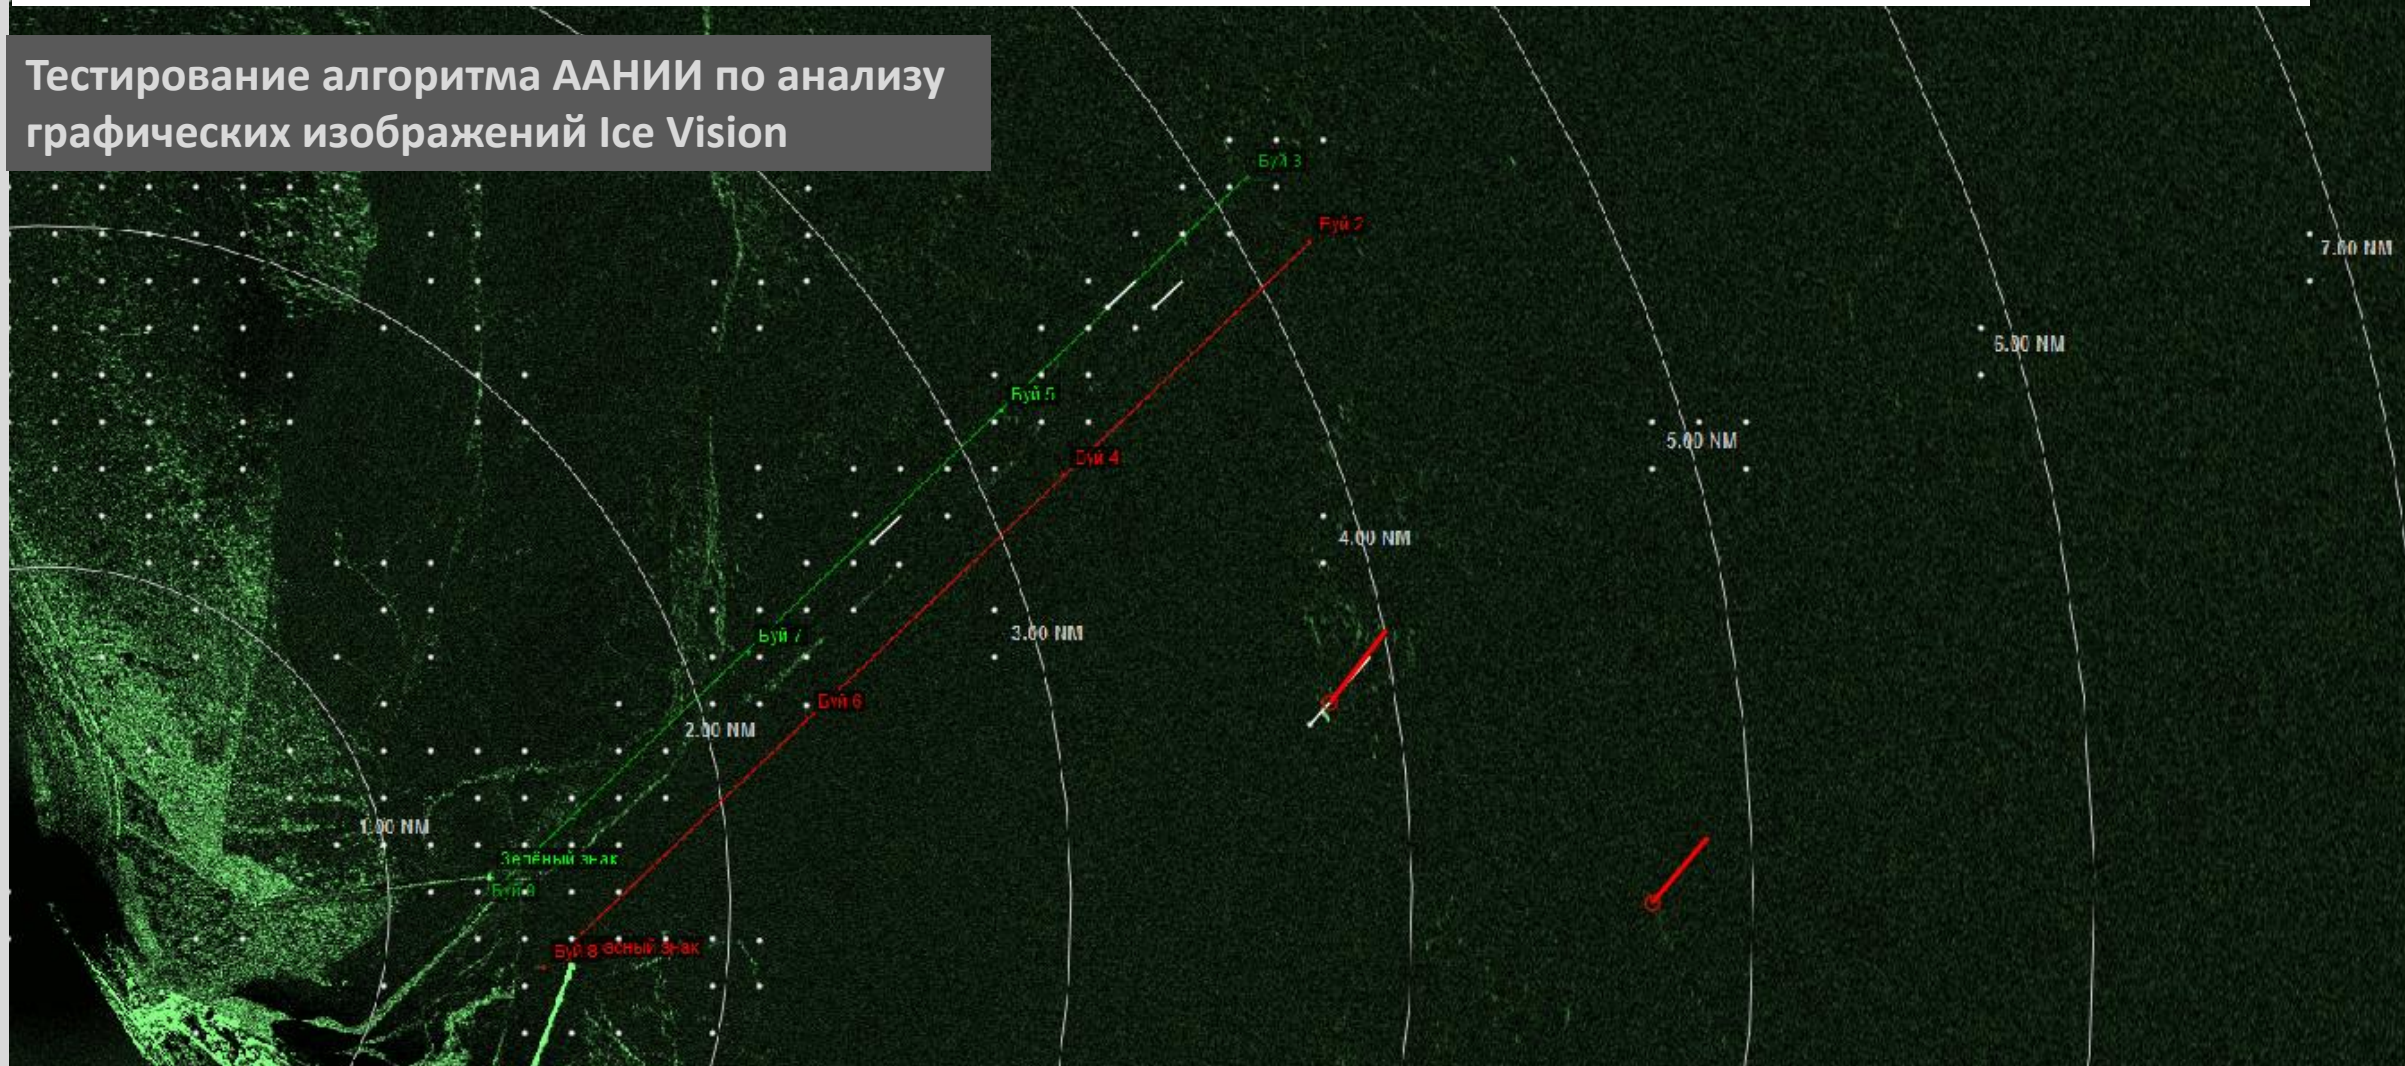 Тестирование алгоритма ААНИИ по анализу
графических изображений Ice Vision
Буй 3
Буй 2
7.00 NM
6.00 NM
Буй 5
5.00 NM
Буй 4
4.00 NM
Буй 7
3.00 NM
Буй 6
2.00 NM
1.00 NM
Зелёный знак
Буй 8
асный знак